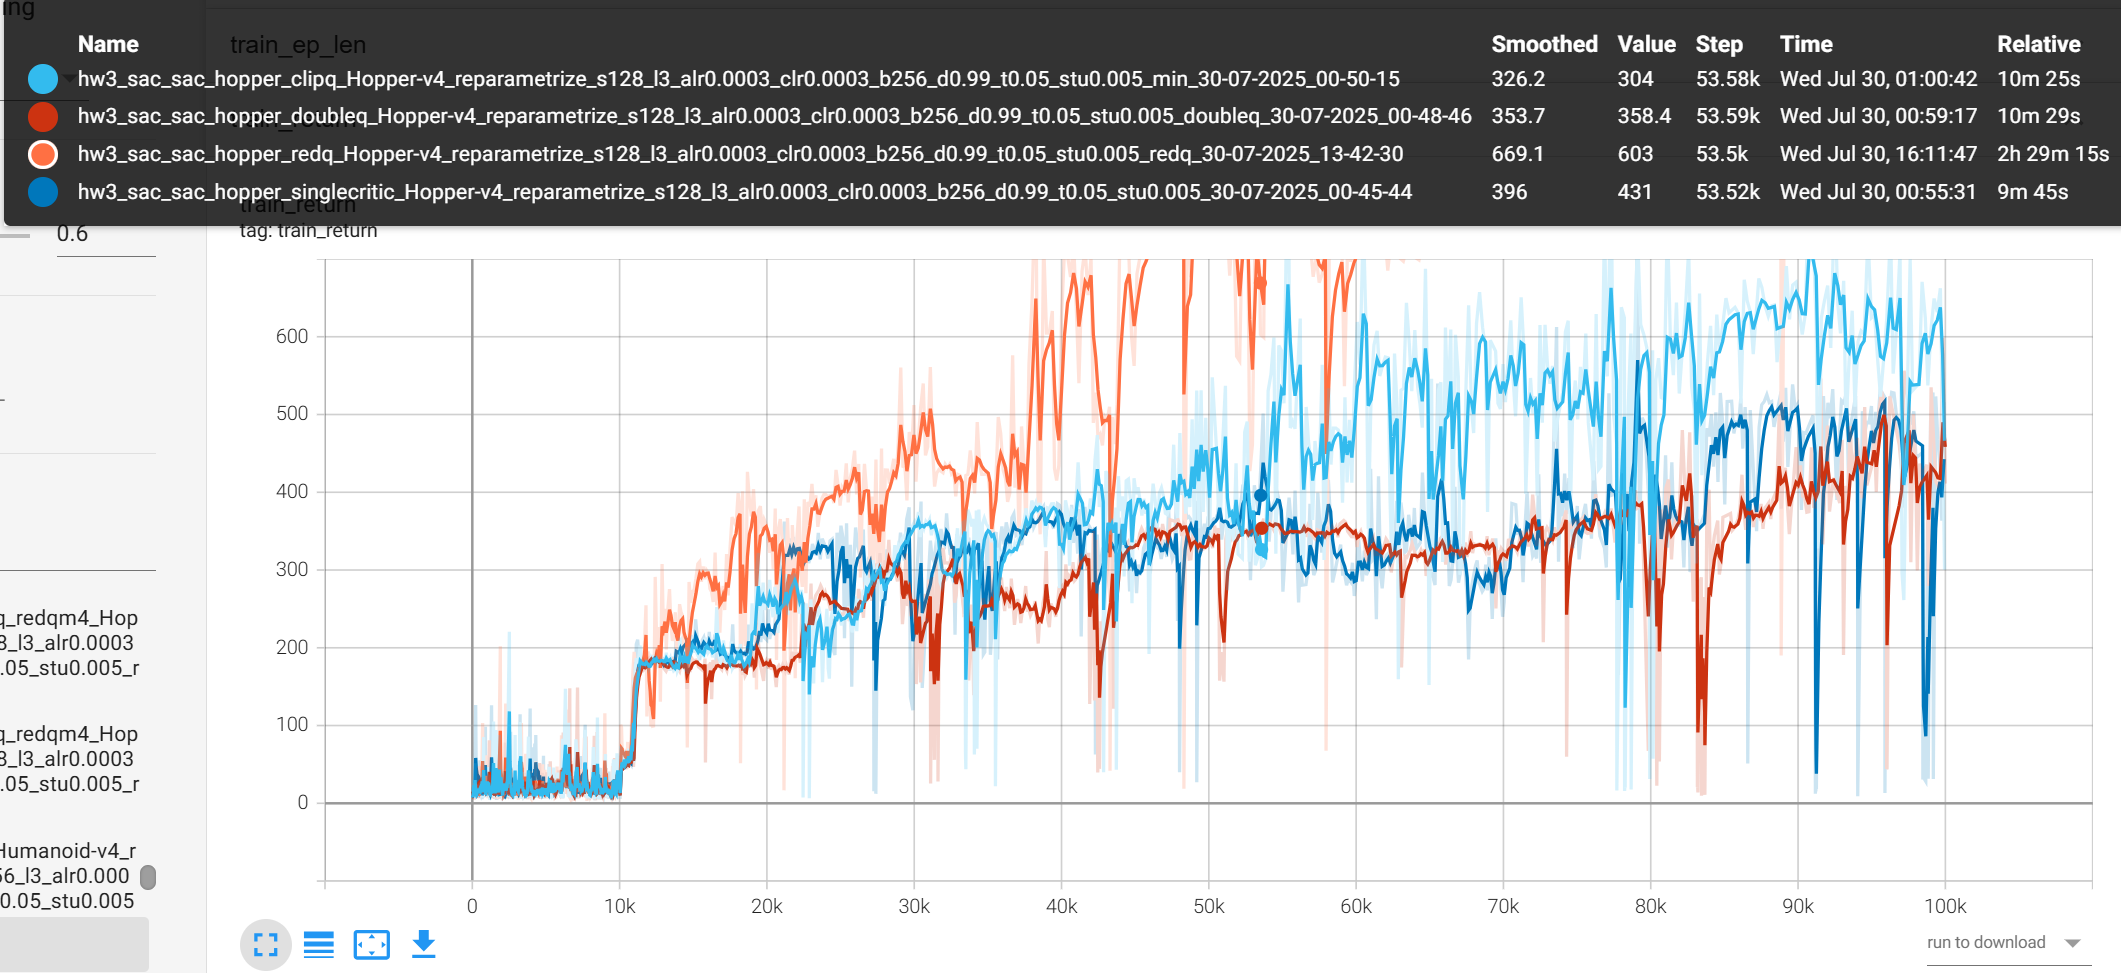 ing
train_ep_len
Name Smoothed Value Step Time Relative
hw3_sac_sac_hopper_clipq_Hopper-v4_reparametrize_s128_l3_alr0.0003_clr0.0003_b256_d0.99_t0.05_stu0.005_min_30-07-2025_00-50-15 326.2 304 53.58k Wed Jul 30, 01:00:42 10m 25s
hw3_sac_sac_hopper_doubleq_Hopper-v4_reparametrize_s128_l3_alr0.0003_clr0.0003_b256_d0.99_t0.05_stu0.005_doubleq_30-07-2025_00-48-46 353.7 358.4 53.59k Wed Jul 30, 00:59:17 10m 29s
train_return
hw3_sac_sac_hopper_redq_Hopper-v4_reparametrize_s128_l3_alr0.0003_clr0.0003_b256_d0.99_t0.05_stu0.005_redq_30-07-2025_13-42-30 669.1 603 53.5k Wed Jul 30, 16:11:47 2h 29m 15s
hw3_sac_sac_hopper_singlecritic_Hopper-v4_reparametrize_s128_l3_alr0.0003_clr0.0003_b256_d0.99_t0.05_stu0.005_30-07-2025_00-45-44 396 431 53.52k Wed Jul 30, 00:55:31 9m 45s
train_return
tag: train_return
0.6
600
500
400
300
200
100
0
0 10k 20k 30k 40k 50k 60k 70k 80k 90k 100k
q_redqm4_Hop
8_l3_alr0.0003
.05_stu0.005_r
q_redqm4_Hop
8_l3_alr0.0003
.05_stu0.005_r
Humanoid-v4_r
56_l3_alr0.000
0.05_stu0.005
run to download